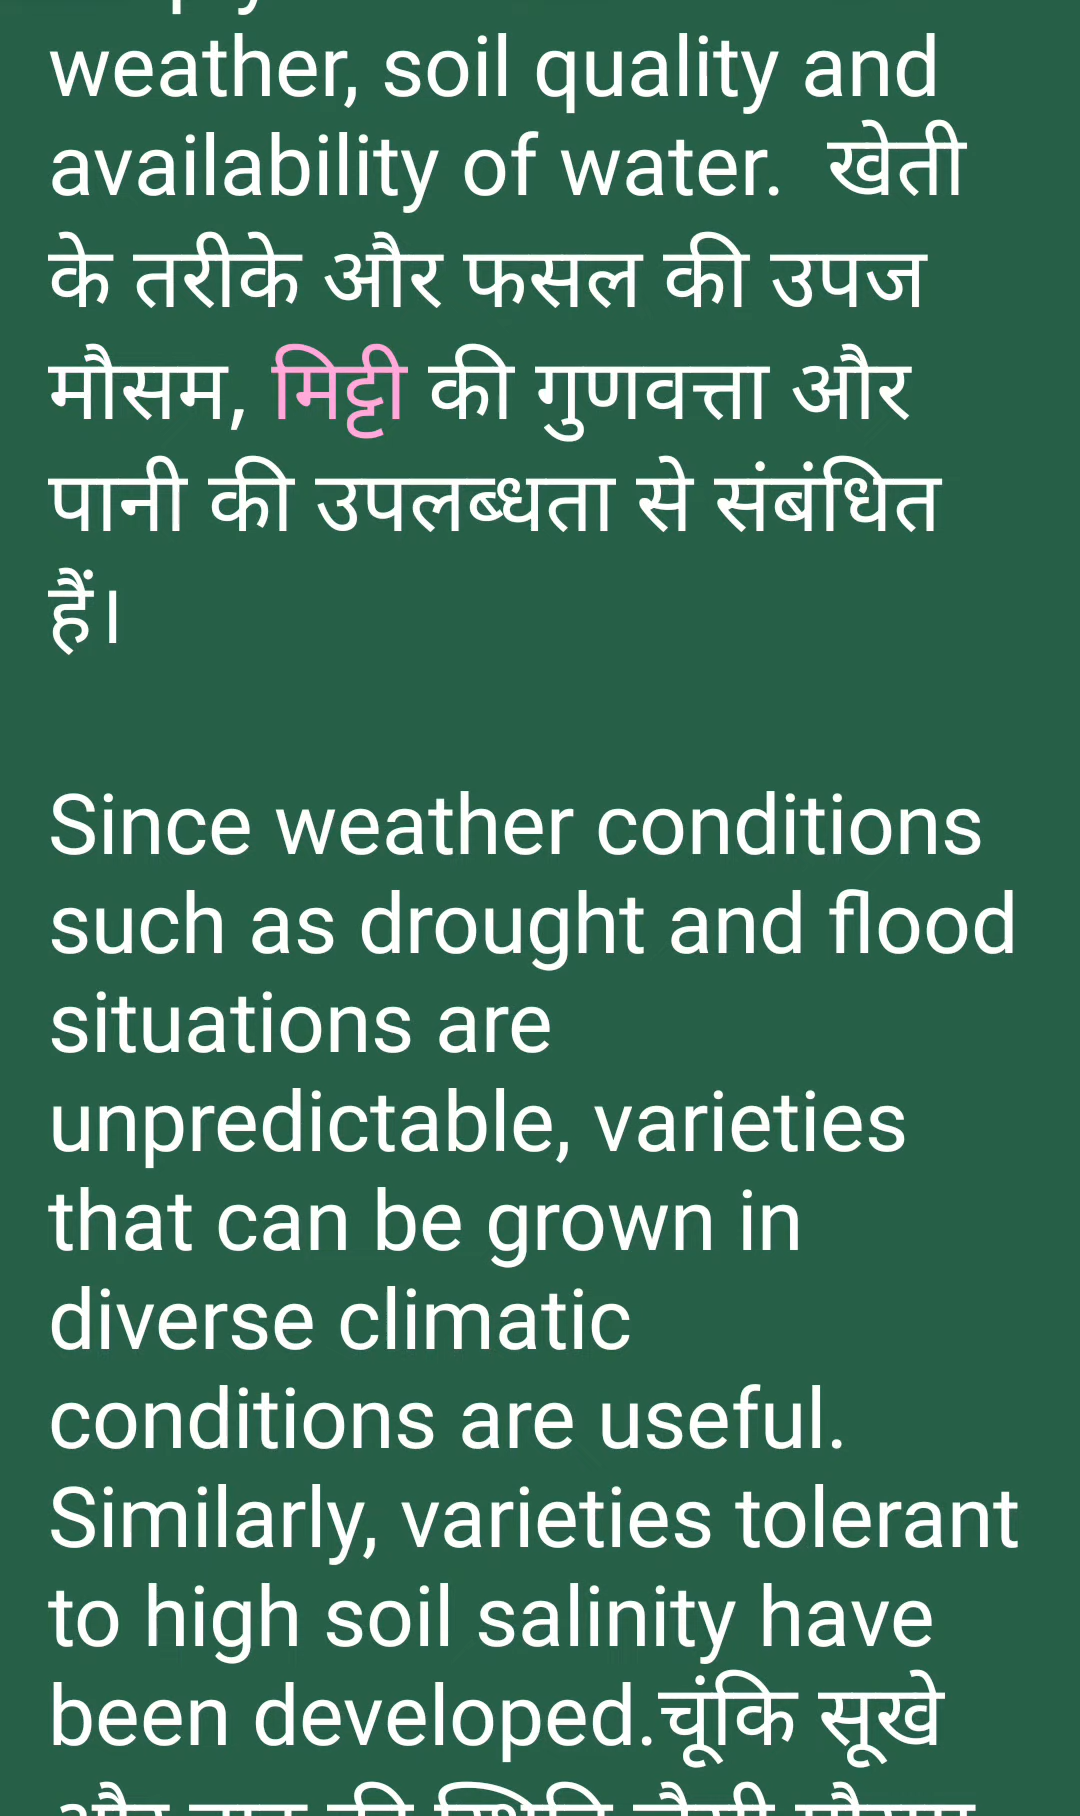 weather, soil quality and
availability of water. खेती
के तरीके और फसल की उपज
मौसम, मिट्टी की गुणवत्ता और
पानी की उपलब्धता से संबंधित
हैं।
Since weather conditions
such as drought and flood
situations are
unpredictable, varieties
that can be grown in
diverse climatic
conditions are useful.
Similarly, varieties tolerant
to high soil salinity have
been developed.चूंकि सूखे